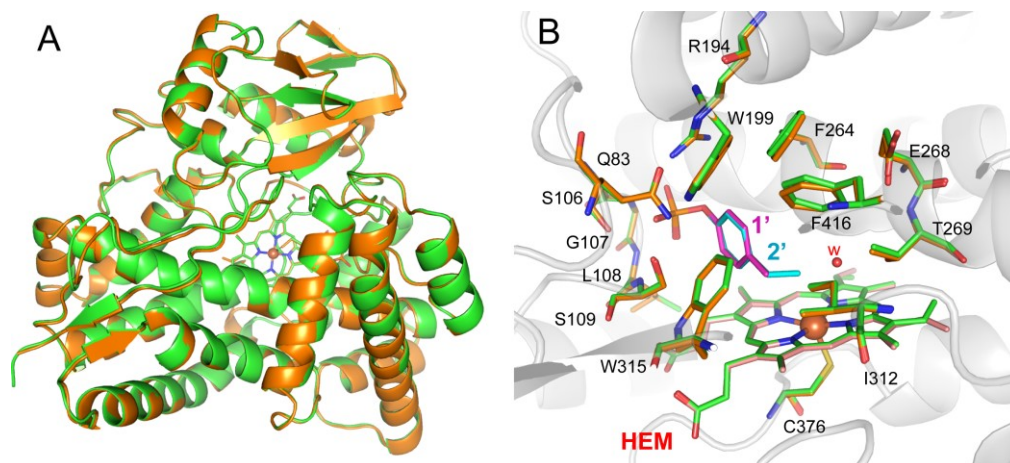 A
B
R194
W199
F264
Q83
E268
S106
1'
F416
G107
T269
2'
w
L108
S109
W315
I312
C376
HEM